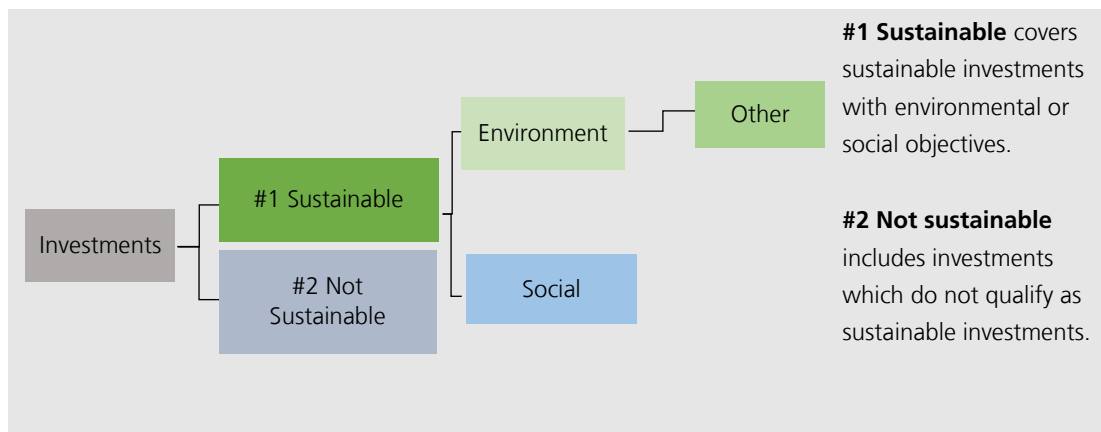 Investments
#1 Sustainable
#2 Not
Sustainable
Environment
Social
Other
#1 Sustainable covers
sustainable investments
with environmental or
social objectives.
#2 Not sustainable
includes investments
which do not qualify as
sustainable investments.